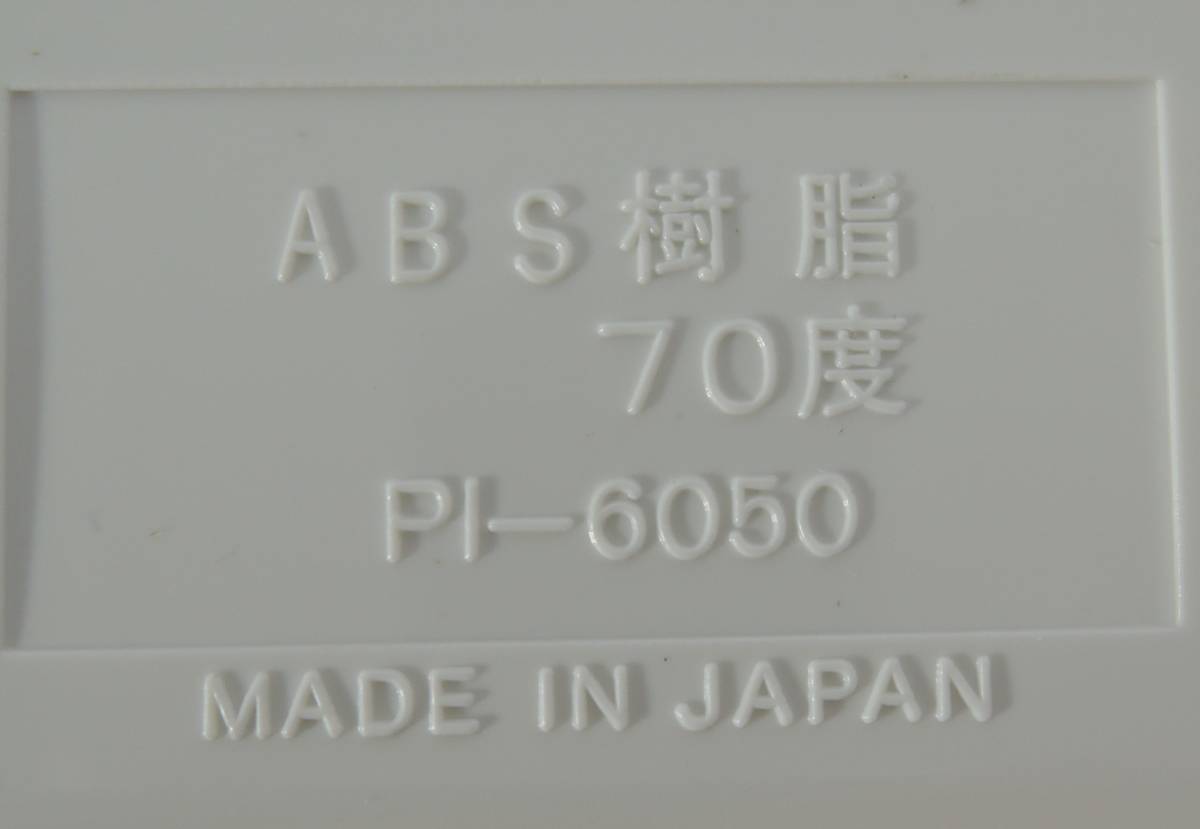 ABS樹脂
70度
PI-6050
MADE IN JAPAN